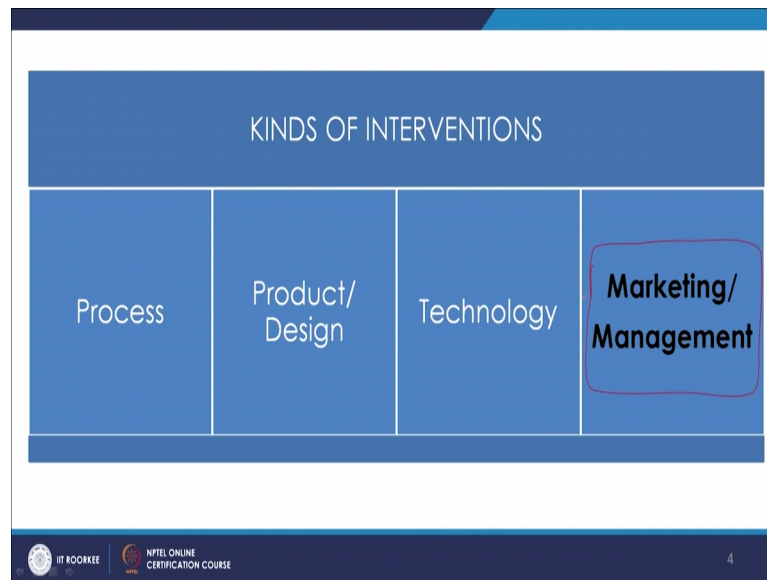 KINDS OF INTERVENTIONS
Process
Product/
Design
Technology
Marketing/
Management
IIT ROORKEE
NPTEL ONLINE
CERTIFICATION COURSE
4